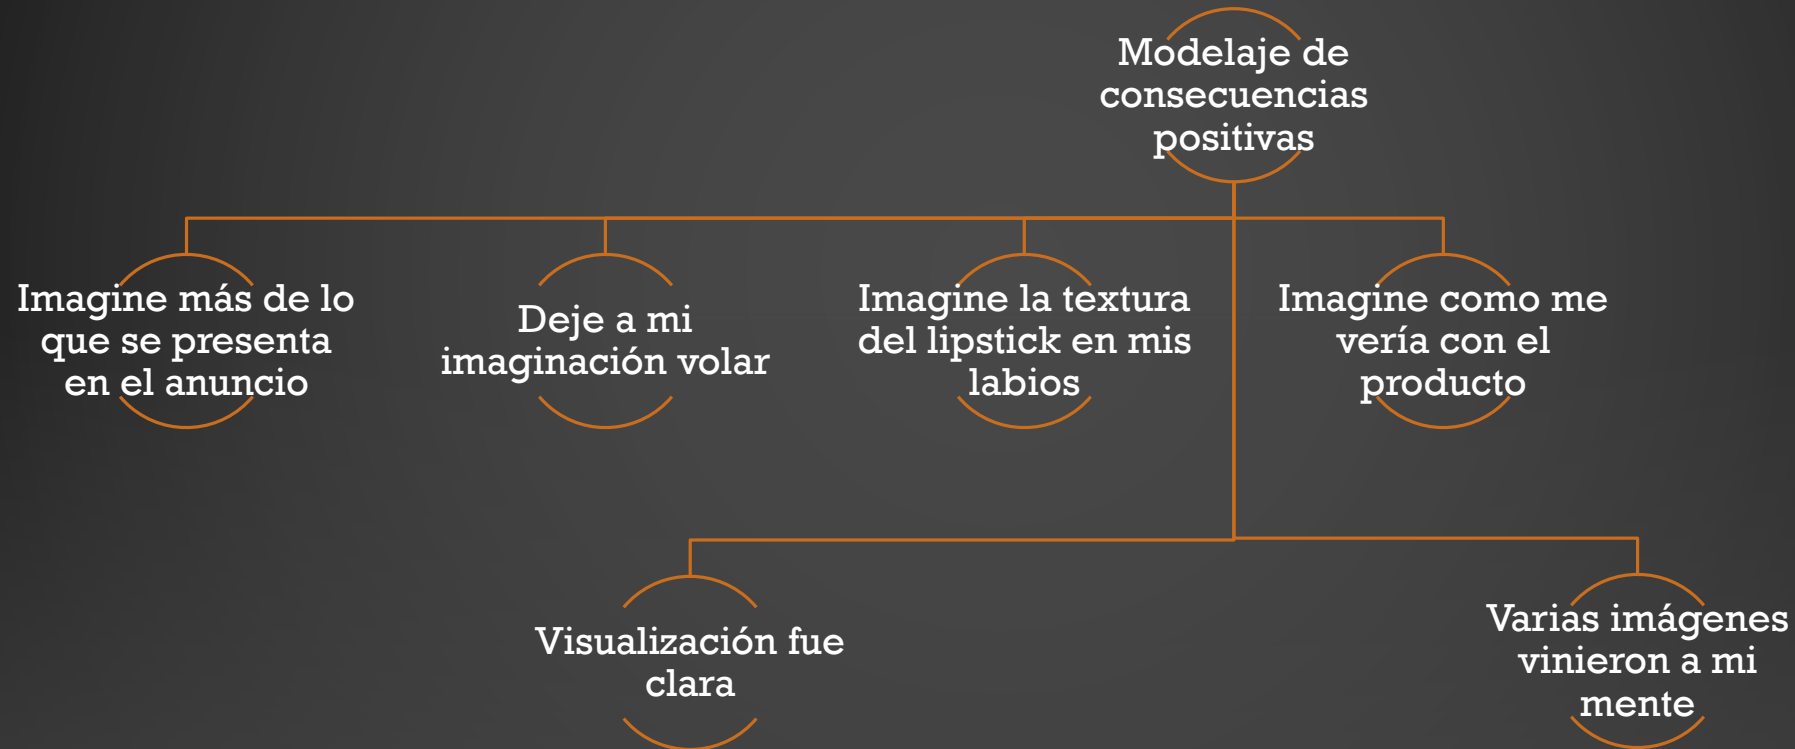 Modelaje de
consecuencias
positivas
Imagine más de lo
que se presenta
en el anuncio
Deje a mi
imaginación volar
Imagine la textura
del lipstick en mis
labios
Imagine como me
vería con el
producto
Visualización fue
clara
Varias imágenes
vinieron a mi
mente